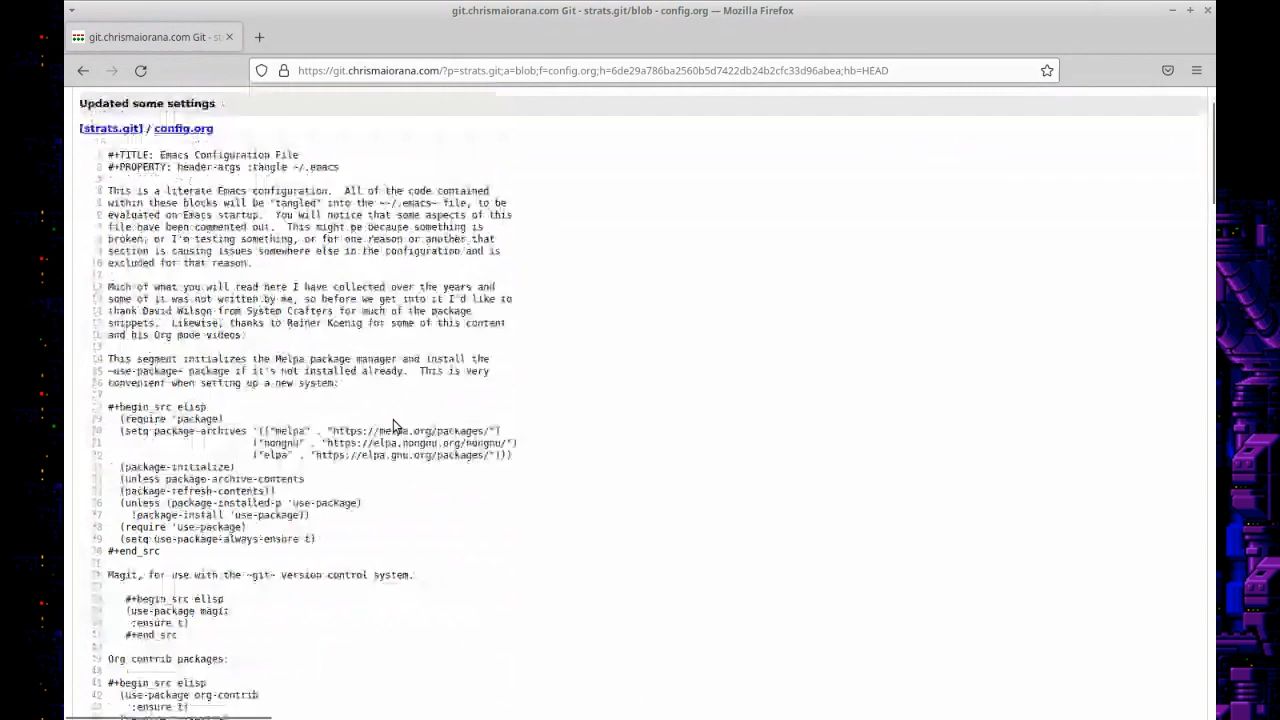 git.chrismaiorana.com Git - strats.git/blob - config.org — Mozilla Firefox
git.chrismaiorana.com Git - st
https://git.chrismaiorana.com/?p=strats.git;a=blob;f=config.org;h=6de29a786ba2560b5d7422db24b2cfc33d96abea;hb=HEAD
Updated some settings
[strats.git] / config.org
#+TITLE: Emacs Configuration File
#+PROPERTY: header-args :tangle ~/.emacs
This is a literate Emacs configuration. All of the code contained
within these blocks will be "tangled" into the ~~/.emacs~ file, to be
evaluated on Emacs startup. You will notice that some aspects of this
file have been commented out. This might be because something is
broken, or I'm testing something, or for one reason or another that
section is causing issues somewhere else in the configuration and is
excluded for that reason.
Much of what you will read here I have collected over the years and
some of it was not written by me, so before we get into it I'd like to
thank David Wilson from System Crafters for much of the package
snippets. Likewise, thanks to Rainer Koenig for some of this content
and his Org mode videos.
This segment initializes the Melpa package manager and install the
~use-package~ package if it's not installed already. This is very
convenient when setting up a new system.
#+begin_src elisp
(require 'package)
(setq package-archives '(("melpa" . "https://melpa.org/packages/")
("nongnu" . "https://elpa.nongnu.org/nongnu/")
("elpa" . "https://elpa.gnu.org/packages/")))
(package-initialize)
(unless package-archive-contents
(package-refresh-contents))
(unless (package-installed-p 'use-package)
(package-install 'use-package))
(require 'use-package)
(setq use-package-always-ensure t)
#+end_src
Magit, for use with the ~git~ version control system.
#+begin_src elisp
(use-package magit
:ensure t)
#+end_src
Org contrib packages:
#+begin_src elisp
(use-package org-contrib
:ensure t)